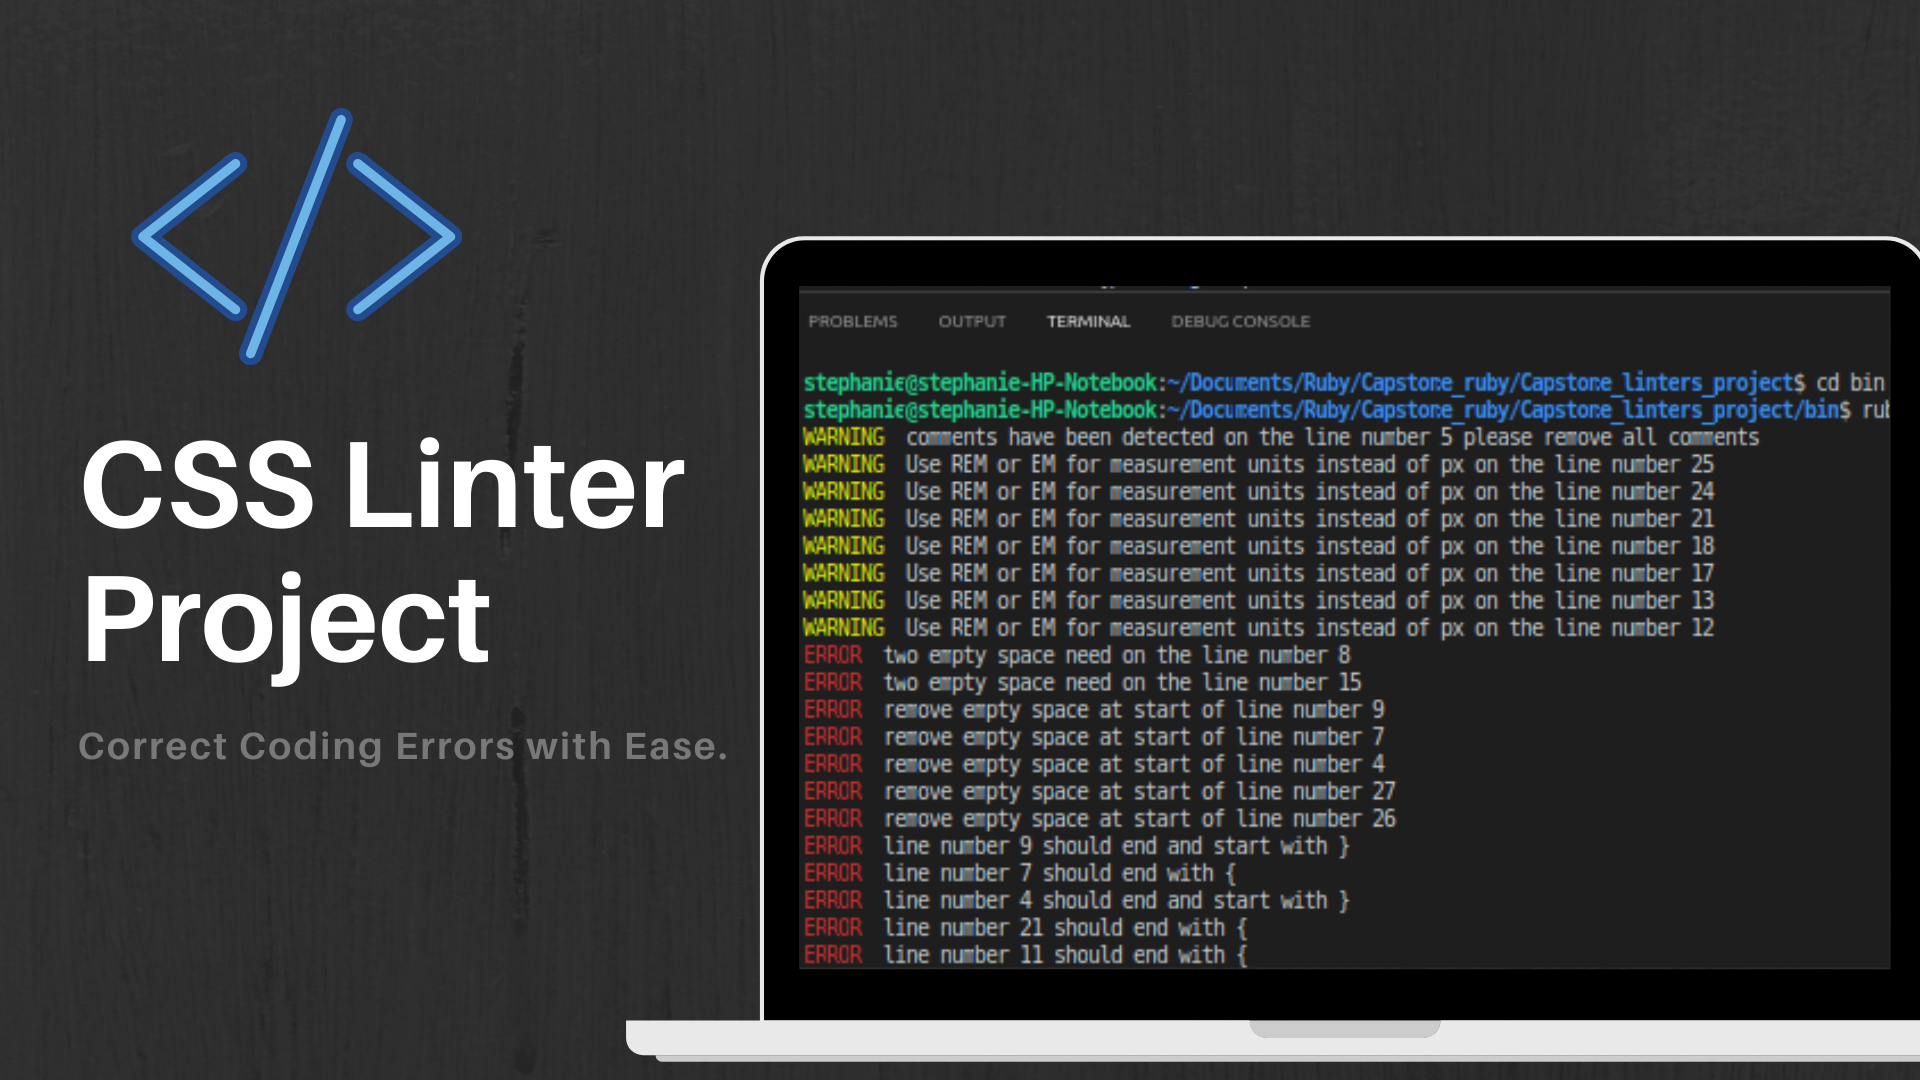 CSS Linter
Project
Correct Coding Errors with Ease.
PROBLEMS OUTPUT TERMINAL DEBUG CONSOLE
stephanie@stephanie-HP-Notebook:~/Documents/Ruby/Capstone_ruby/Capstone_linters_project$ cd bin
stephanie@stephanie-HP-Notebook:~/Documents/Ruby/Capstone_ruby/Capstone_linters_project/bin$
WARNING comments have been detected on the line number 5 please remove all comments
WARNING Use REM or EM for measurement units instead of px on the line number 25
WARNING Use REM or EM for measurement units instead of px on the line number 24
WARNING Use REM or EM for measurement units instead of px on the line number 21
WARNING Use REM or EM for measurement units instead of px on the line number 18
WARNING Use REM or EM for measurement units instead of px on the line number 17
WARNING Use REM or EM for measurement units instead of px on the line number 13
WARNING Use REM or EM for measurement units instead of px on the line number 12
ERROR two empty space need on the line number 8
ERROR two empty space need on the line number 15
ERROR remove empty space at start of line number 9
ERROR remove empty space at start of line number 7
ERROR remove empty space at start of line number 4
ERROR remove empty space at start of line number 27
ERROR remove empty space at start of line number 26
ERROR line number 9 should end and start with }
ERROR line number 7 should end with {
ERROR line number 4 should end and start with }
ERROR line number 21 should end with {
ERROR line number 11 should end with {